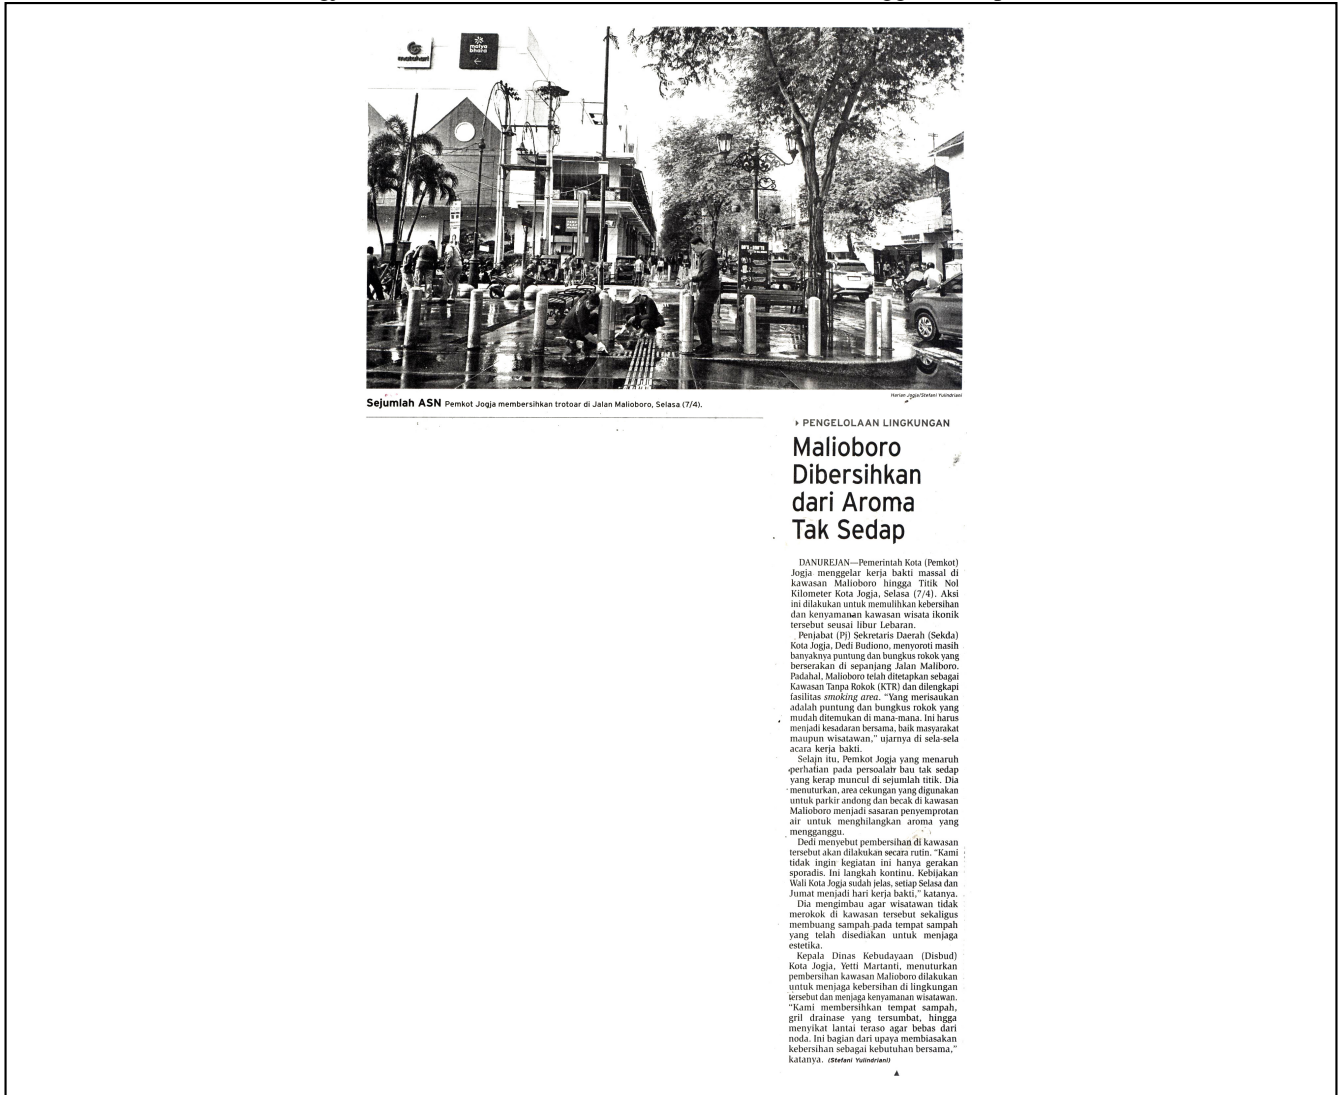 matahari
malya
bhara
Harian Jogja/Stefani Yulindriani
Sejumlah ASN Pemkot Jogja membersihkan trotoar di Jalan Malioboro, Selasa (7/4).
PENGELOLAAN LINGKUNGAN
Malioboro
Dibersihkan
dari Aroma
Tak Sedap
DANUREJAN—Pemerintah Kota (Pemkot)
Jogja menggelar kerja bakti massal di
kawasan Malioboro hingga Titik Nol
Kilometer Kota Jogja, Selasa (7/4). Aksi
ini dilakukan untuk memulihkan kebersihan
dan kenyamanan kawasan wisata ikonik
tersebut seusai libur Lebaran.
Penjabat (Pj) Sekretaris Daerah (Sekda)
Kota Jogja, Dedi Budiono, menyoroti masih
banyaknya puntung dan bungkus rokok yang
berserakan di sepanjang Jalan Maliboro.
Padahal, Malioboro telah ditetapkan sebagai
Kawasan Tanpa Rokok (KTR) dan dilengkapi
fasilitas smoking area. “Yang merisaukan
adalah puntung dan bungkus rokok yang
mudah ditemukan di mana-mana. Ini harus
menjadi kesadaran bersama, baik masyarakat
maupun wisatawan,” ujarnya di sela-sela
acara kerja bakti.
Selain itu, Pemkot Jogja yang menaruh
perhatian pada persoalan bau tak sedap
yang kerap muncul di sejumlah titik. Dia
menuturkan, area cekungan yang digunakan
untuk parkir andong dan becak di kawasan
Malioboro menjadi sasaran penyemprotan
air untuk menghilangkan aroma yang
mengganggu.
Dedi menyebut pembersihan di kawasan
tersebut akan dilakukan secara rutin. “Kami
tidak ingin kegiatan ini hanya gerakan
sporadis. Ini langkah kontinu. Kebijakan
Wali Kota Jogja sudah jelas, setiap Selasa dan
Jumat menjadi hari kerja bakti,” katanya.
Dia mengimbau agar wisatawan tidak
merokok di kawasan tersebut sekaligus
membuang sampah pada tempat sampah
yang telah disediakan untuk menjaga
estetika.
Kepala Dinas Kebudayaan (Disbud)
Kota Jogja, Yetti Martanti, menuturkan
pembersihan kawasan Malioboro dilakukan
untuk menjaga kebersihan di lingkungan
tersebut dan menjaga kenyamanan wisatawan.
“Kami membersihkan tempat sampah,
gril drainase yang tersumbat, hingga
menyikat lantai teraso agar bebas dari
noda. Ini bagian dari upaya membiasakan
kebersihan sebagai kebutuhan bersama,”
katanya. (Stefani Yulindriani)